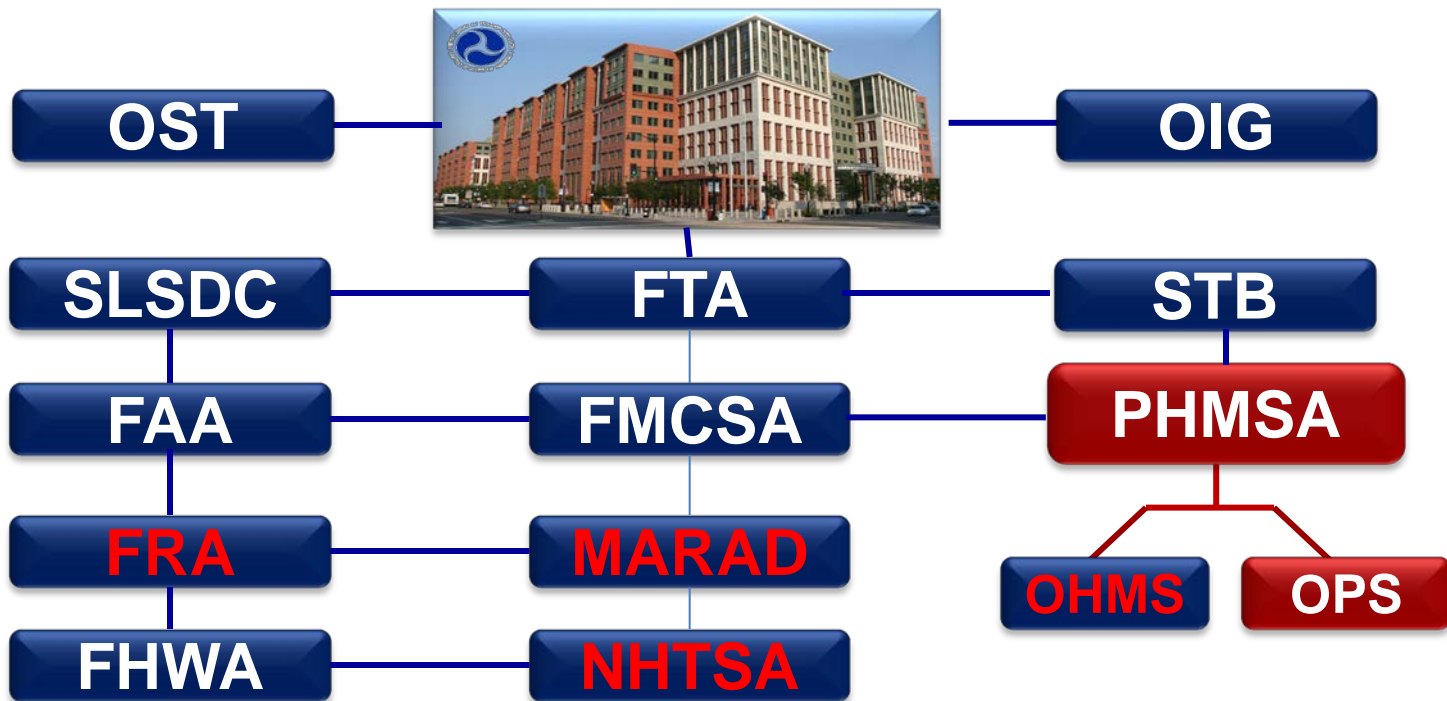 OST
OIG
SLSDC
FTA
STB
FAA
FMCSA
PHMSA
FRA
MARAD
OHMS
OPS
FHWA
NHTSA